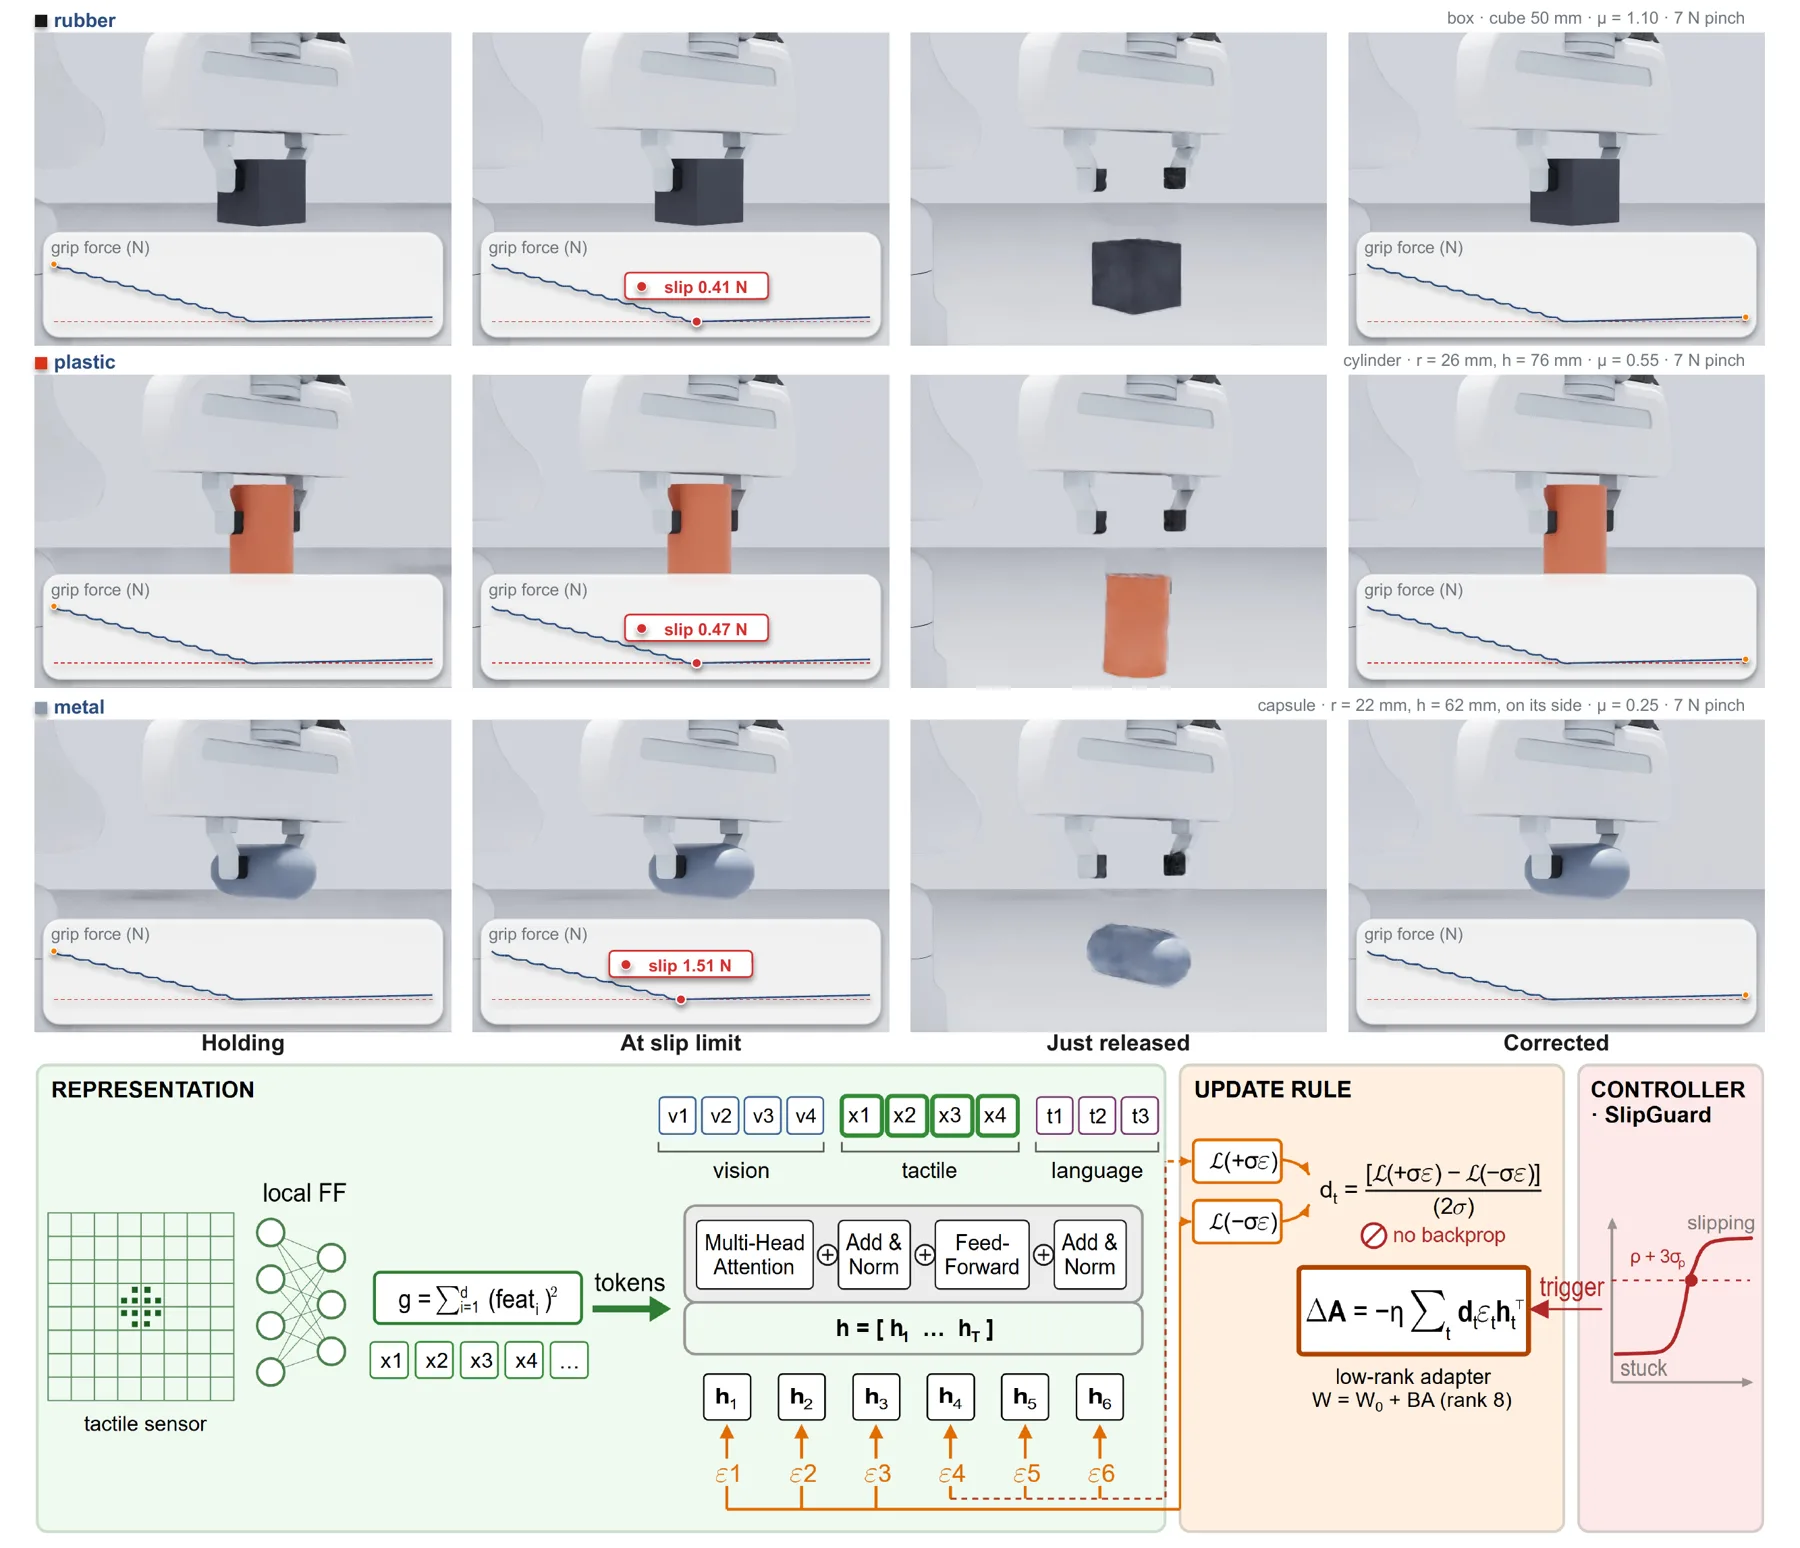 rubber
box · cube 50 mm · μ = 1.10 · 7 N pinch
grip force (N)
grip force (N)
slip 0.41 N
grip force (N)
plastic
cylinder · r = 26 mm, h = 76 mm · μ = 0.55 · 7 N pinch
grip force (N)
grip force (N)
slip 0.47 N
grip force (N)
metal
capsule · r = 22 mm, h = 62 mm, on its side · μ = 0.25 · 7 N pinch
grip force (N)
grip force (N)
slip 1.51 N
grip force (N)
Holding
At slip limit
Just released
Corrected
REPRESENTATION
v1 v2 v3 v4
x1 x2 x3 x4
t1 t2 t3
vision
tactile
language
local FF
tactile sensor
g = ∑ᵢ₌₁ᵈ (featᵢ)²
x1 x2 x3 x4 ...
tokens
Multi-Head
Attention
Add &
Norm
Feed-
Forward
Add &
Norm
h = [ h₁ ... h_T ]
h₁ h₂ h₃ h₄ h₅ h₆
ε1 ε2 ε3 ε4 ε5 ε6
UPDATE RULE
ℒ(+σε)
ℒ(−σε)
dₜ = [ℒ(+σε) − ℒ(−σε)] / (2σ)
no backprop
ΔA = −η ∑ₜ dₜεₜhₜᵀ
low-rank adapter
W = W₀ + BA (rank 8)
CONTROLLER
· SlipGuard
slipping
ρ + 3σᵨ
trigger
stuck